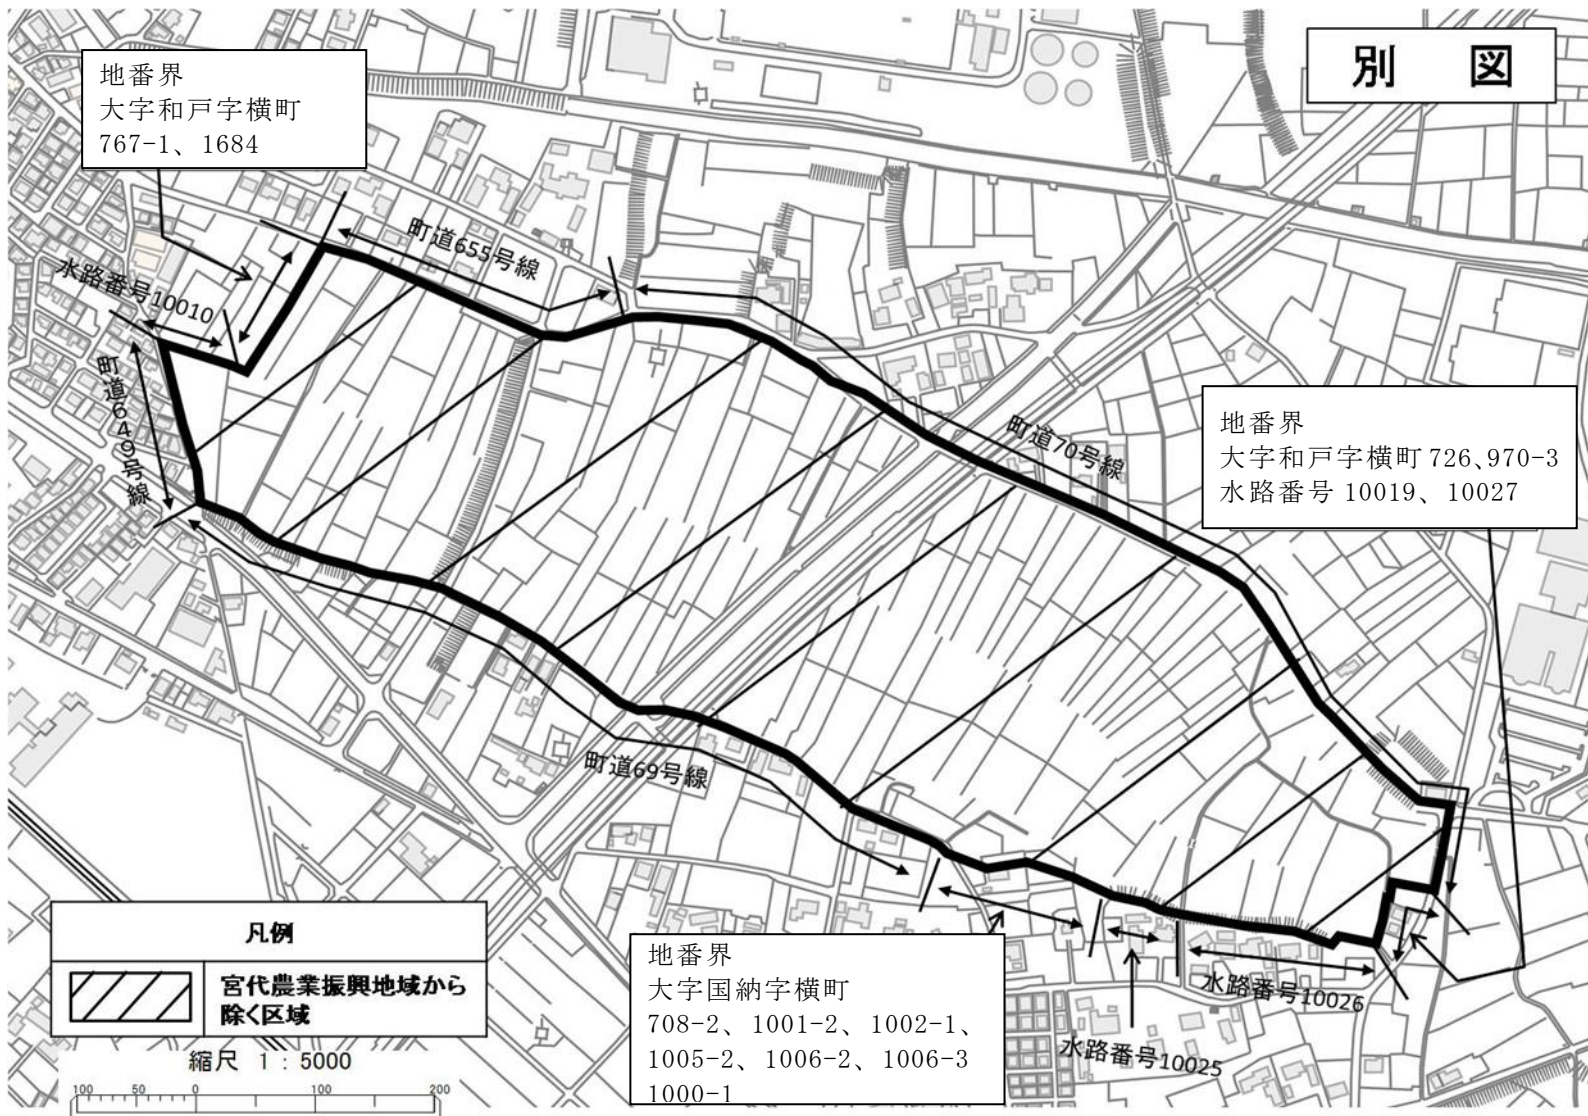 別　図
地番界
大字和戸字横町
767-1、1684
町道655号線
水路番号10010
町道649号線
町道70号線
地番界
大字和戸字横町 726、970-3
水路番号 10019、10027
町道69号線
地番界
大字国納字横町
708-2、1001-2、1002-1、
1005-2、1006-2、1006-3
1000-1
水路番号10026
水路番号10025
凡例
宮代農業振興地域から
除く区域
縮尺 1：5000
100 50 0 100 200